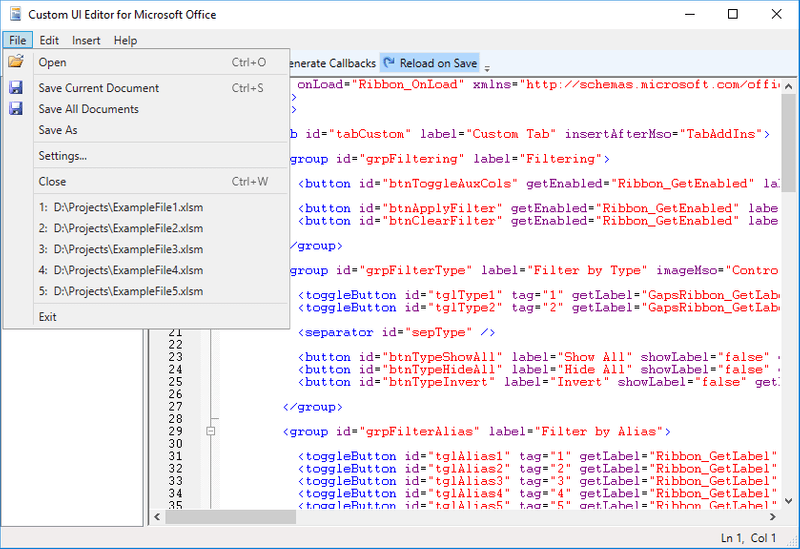 Custom UI Editor for Microsoft Office
File Edit Insert Help
Generate Callbacks Reload on Save
Open Ctrl+O
Save Current Document Ctrl+S
Save All Documents
Save As
Settings...
Close Ctrl+W
1: D:\Projects\ExampleFile1.xlsm
2: D:\Projects\ExampleFile2.xlsm
3: D:\Projects\ExampleFile3.xlsm
4: D:\Projects\ExampleFile4.xlsm
5: D:\Projects\ExampleFile5.xlsm
Exit
onLoad="Ribbon_OnLoad" xmlns="http://schemas.microsoft.com/offic
>
>
b id="tabCustom" label="Custom Tab" insertAfterMso="TabAddIns">
group id="grpFiltering" label="Filtering">
<button id="btnToggleAuxCols" getEnabled="Ribbon_GetEnabled" la
<button id="btnApplyFilter" getEnabled="Ribbon_GetEnabled" label
<button id="btnClearFilter" getEnabled="Ribbon_GetEnabled" label
/group>
group id="grpFilterType" label="Filter by Type" imageMso="Contro
<toggleButton id="tglType1" tag="1" getLabel="GapsRibbon_GetLabe
<toggleButton id="tglType2" tag="2" getLabel="GapsRibbon_GetLabe
21 <separator id="sepType" />
22
23 <button id="btnTypeShowAll" label="Show All" showLabel="false"
24 <button id="btnTypeHideAll" label="Hide All" showLabel="false"
25 <button id="btnTypeInvert" label="Invert" showLabel="false" getI
26
27 </group>
28
29 <group id="grpFilterAlias" label="Filter by Alias">
30
31 <toggleButton id="tglAlias1" tag="1" getLabel="Ribbon_GetLabel"
32 <toggleButton id="tglAlias2" tag="2" getLabel="Ribbon_GetLabel"
33 <toggleButton id="tglAlias3" tag="3" getLabel="Ribbon_GetLabel"
34 <toggleButton id="tglAlias4" tag="4" getLabel="Ribbon_GetLabel"
35 <toggleButton id="tglAlias5" tag="5" getLabel="Ribbon_GetLabel"
Ln 1, Col 1